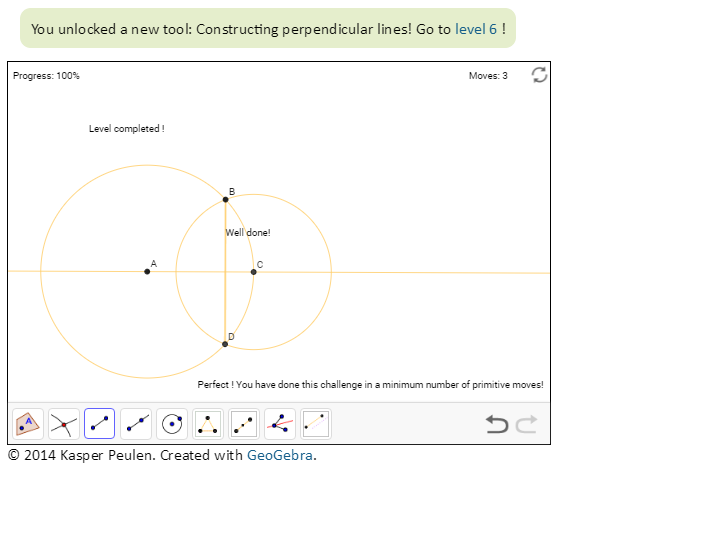 You unlocked a new tool: Constructing perpendicular lines! Go to level 6 !
Progress: 100%
Moves: 3
Level completed !
B
Well done!
A
C
D
Perfect ! You have done this challenge in a minimum number of primitive moves!
A
© 2014 Kasper Peulen. Created with GeoGebra.